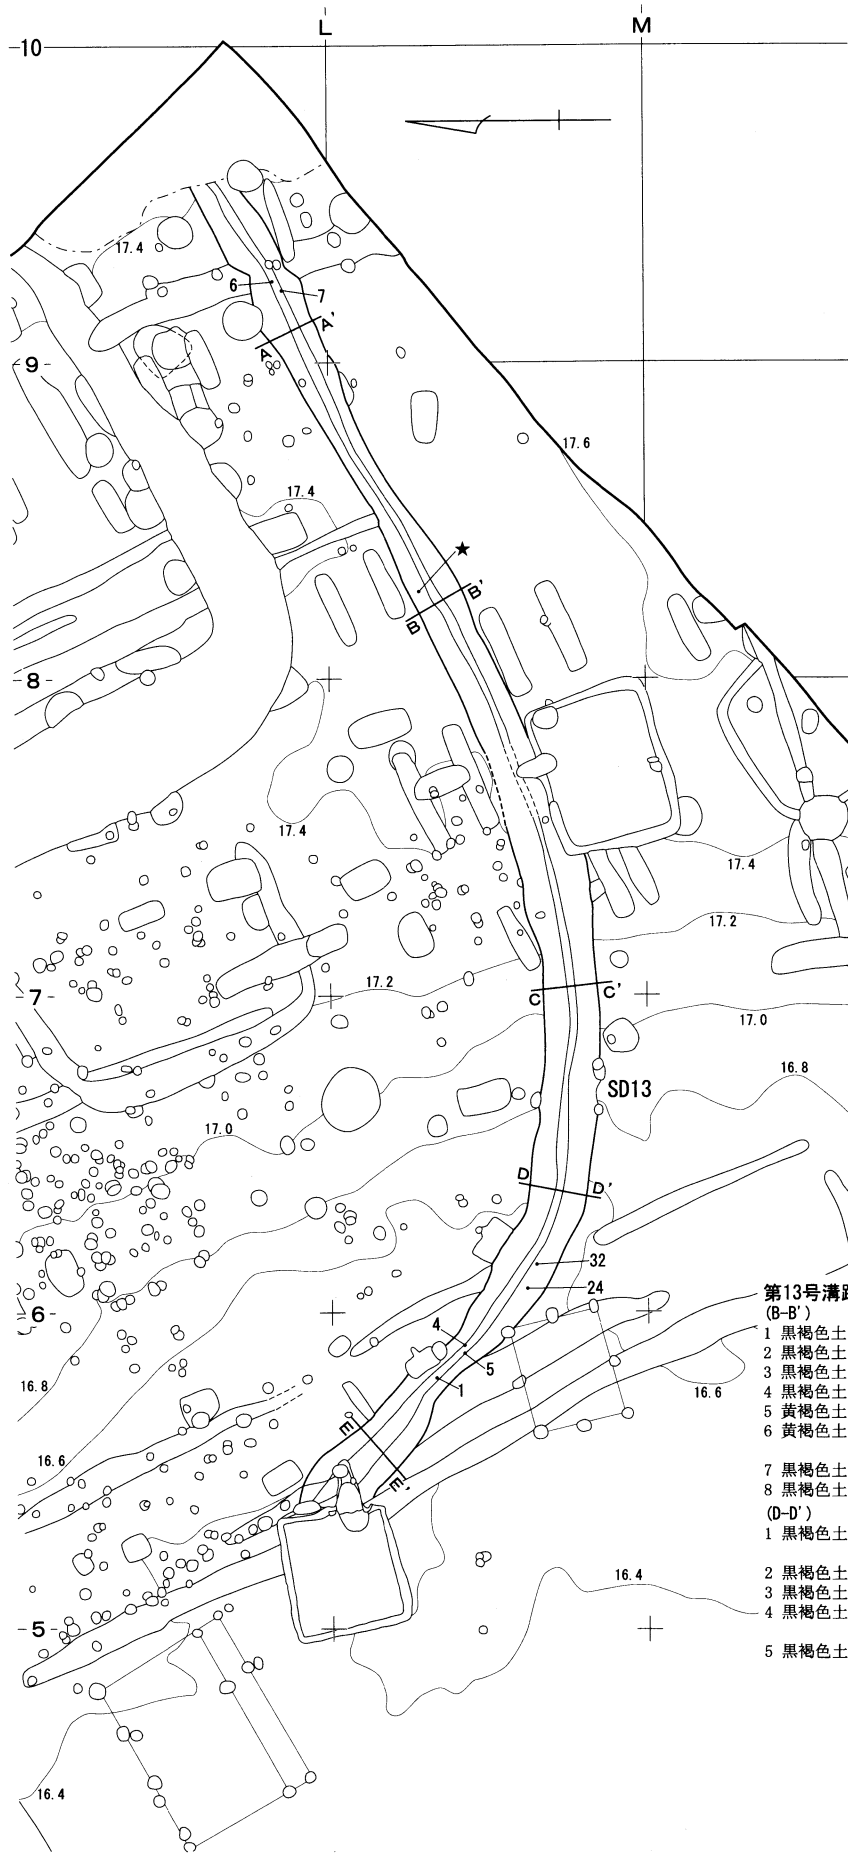 L
M
10
17.4
6
7
A
A'
9
17.6
17.4
★
B
B'
8
17.4
17.4
17.2
17.2
7
C
C'
17.0
16.8
SD13
17.0
D
D'
32
24
6
4
5
1
16.8
16.6
16.6
E
E'
16.4
5
16.4
第13号溝
(B-B')
1 黒褐色土
2 黒褐色土
3 黒褐色土
4 黒褐色土
5 黄褐色土
6 黄褐色土
7 黒褐色土
8 黒褐色土
(D-D')
1 黒褐色土
2 黒褐色土
3 黒褐色土
4 黒褐色土
5 黒褐色土